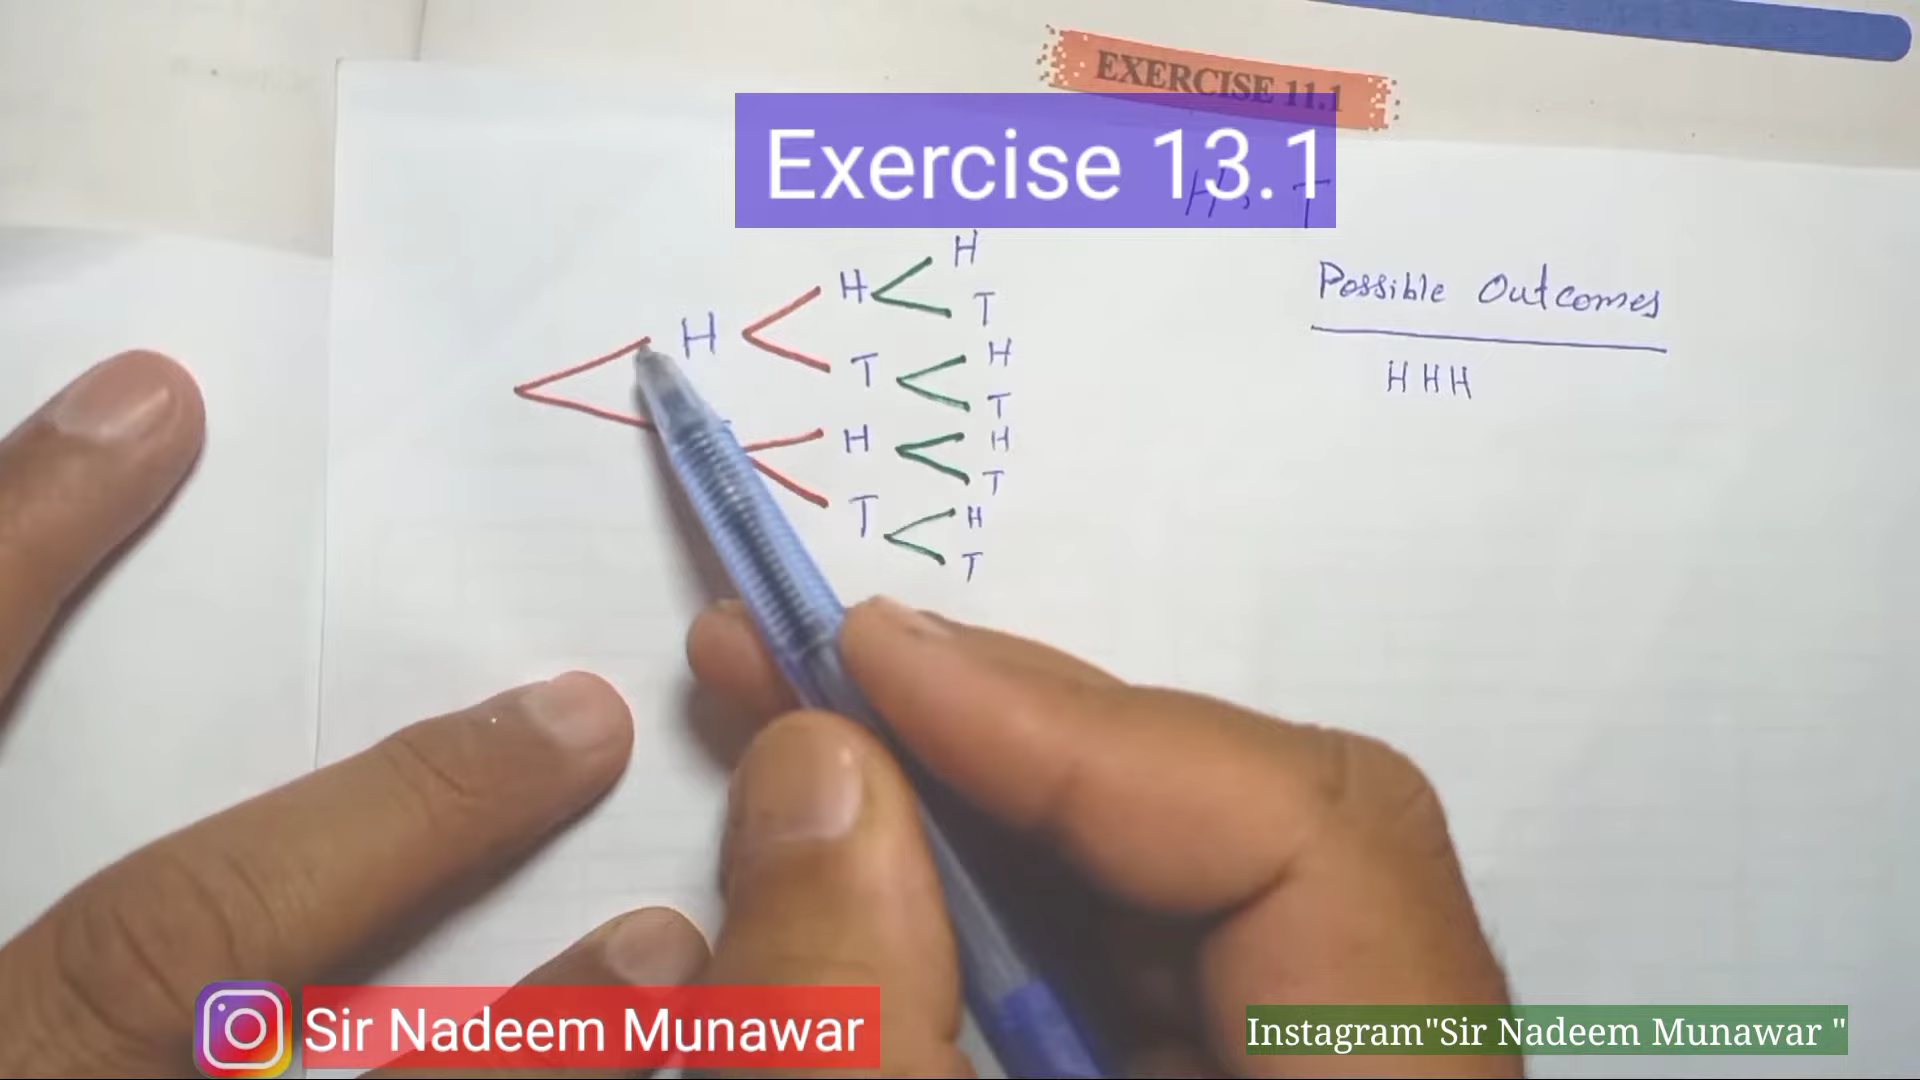 EXERCISE 11.1
Exercise 13.1
H, T
Possible Outcomes
HHH
H
H
T
H
H
T
T
H
T
H
T
H
T
H
T
Sir Nadeem Munawar
Instagram"Sir Nadeem Munawar "